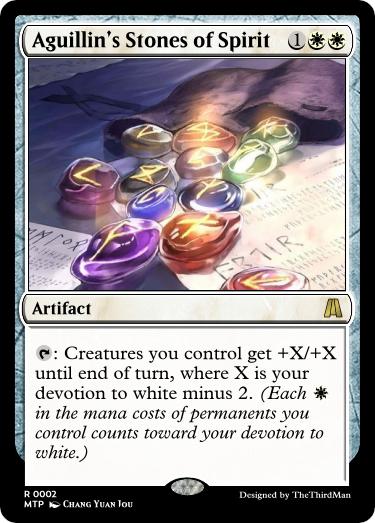 Aguillin's Stones of Spirit 1
Artifact
: Creatures you control get +X/+X
until end of turn, where X is your
devotion to white minus 2. (Each
in the mana costs of permanents you
control counts toward your devotion to
white.)
R 0002
MTP Chang Yuan Jou
Designed by TheThirdMan